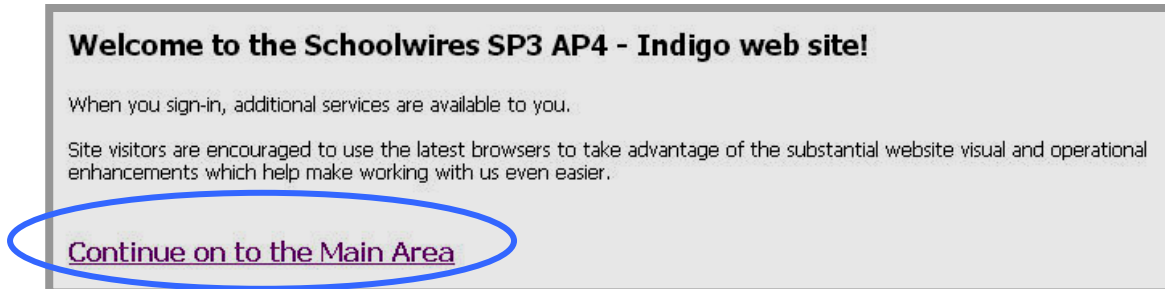 Welcome to the Schoolwires SP3 AP4 - Indigo web site!
When you sign-in, additional services are available to you.
Site visitors are encouraged to use the latest browsers to take advantage of the substantial website visual and operational
enhancements which help make working with us even easier.
Continue on to the Main Area